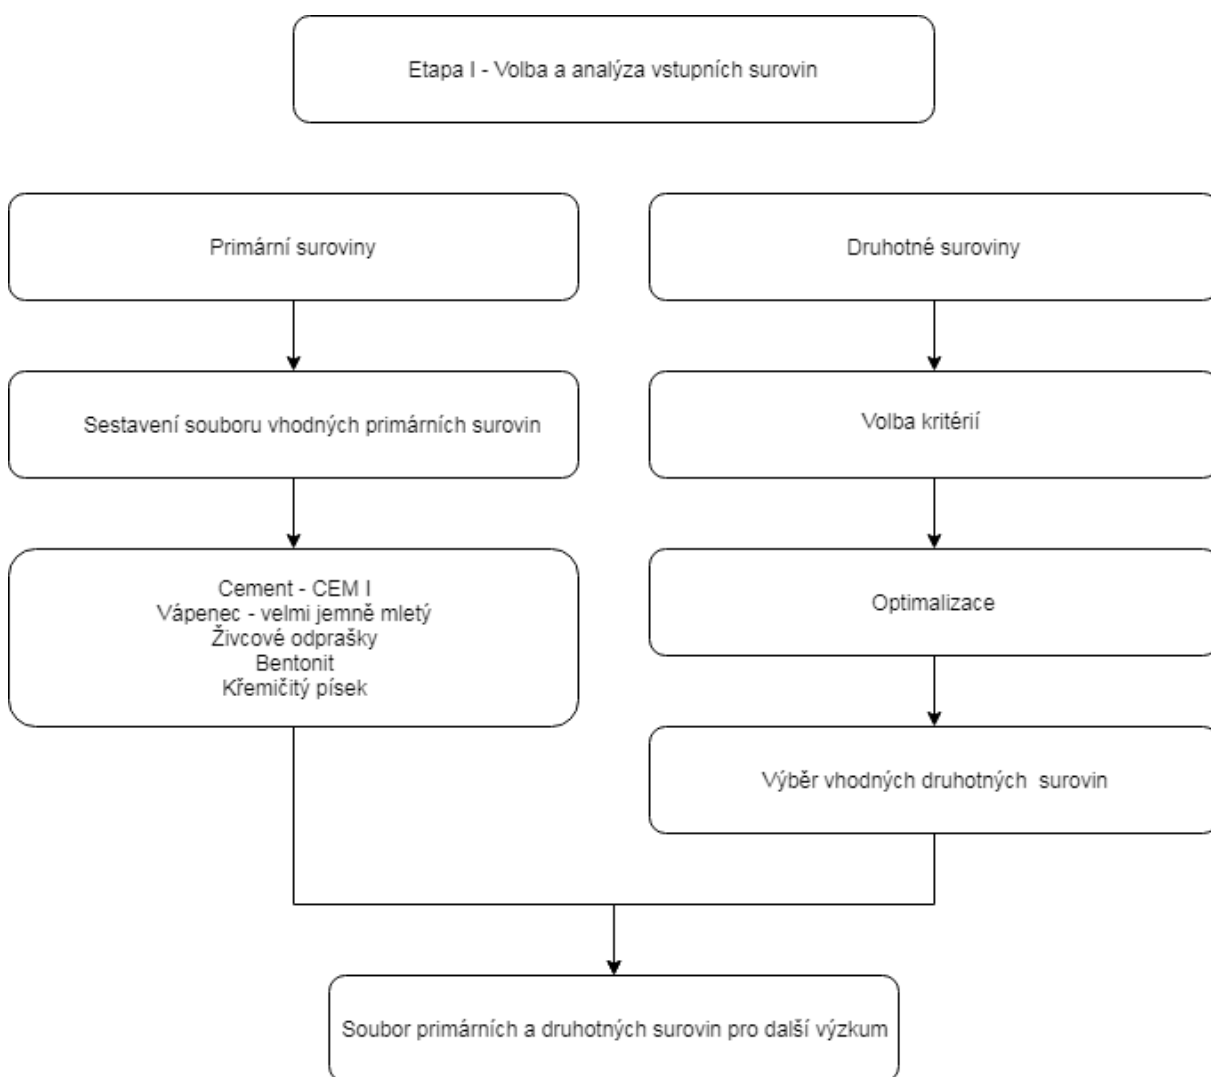 Etapa I - Volba a analýza vstupních surovin
Primární suroviny
Druhotné suroviny
Sestavení souboru vhodných primárních surovin
Volba kritérií
Cement - CEM I
Vápenec - velmi jemně mletý
Živcové odprašky
Bentonit
Křemičitý písek
Optimalizace
Výběr vhodných druhotných  surovin
Soubor primárních a druhotných surovin pro další výzkum